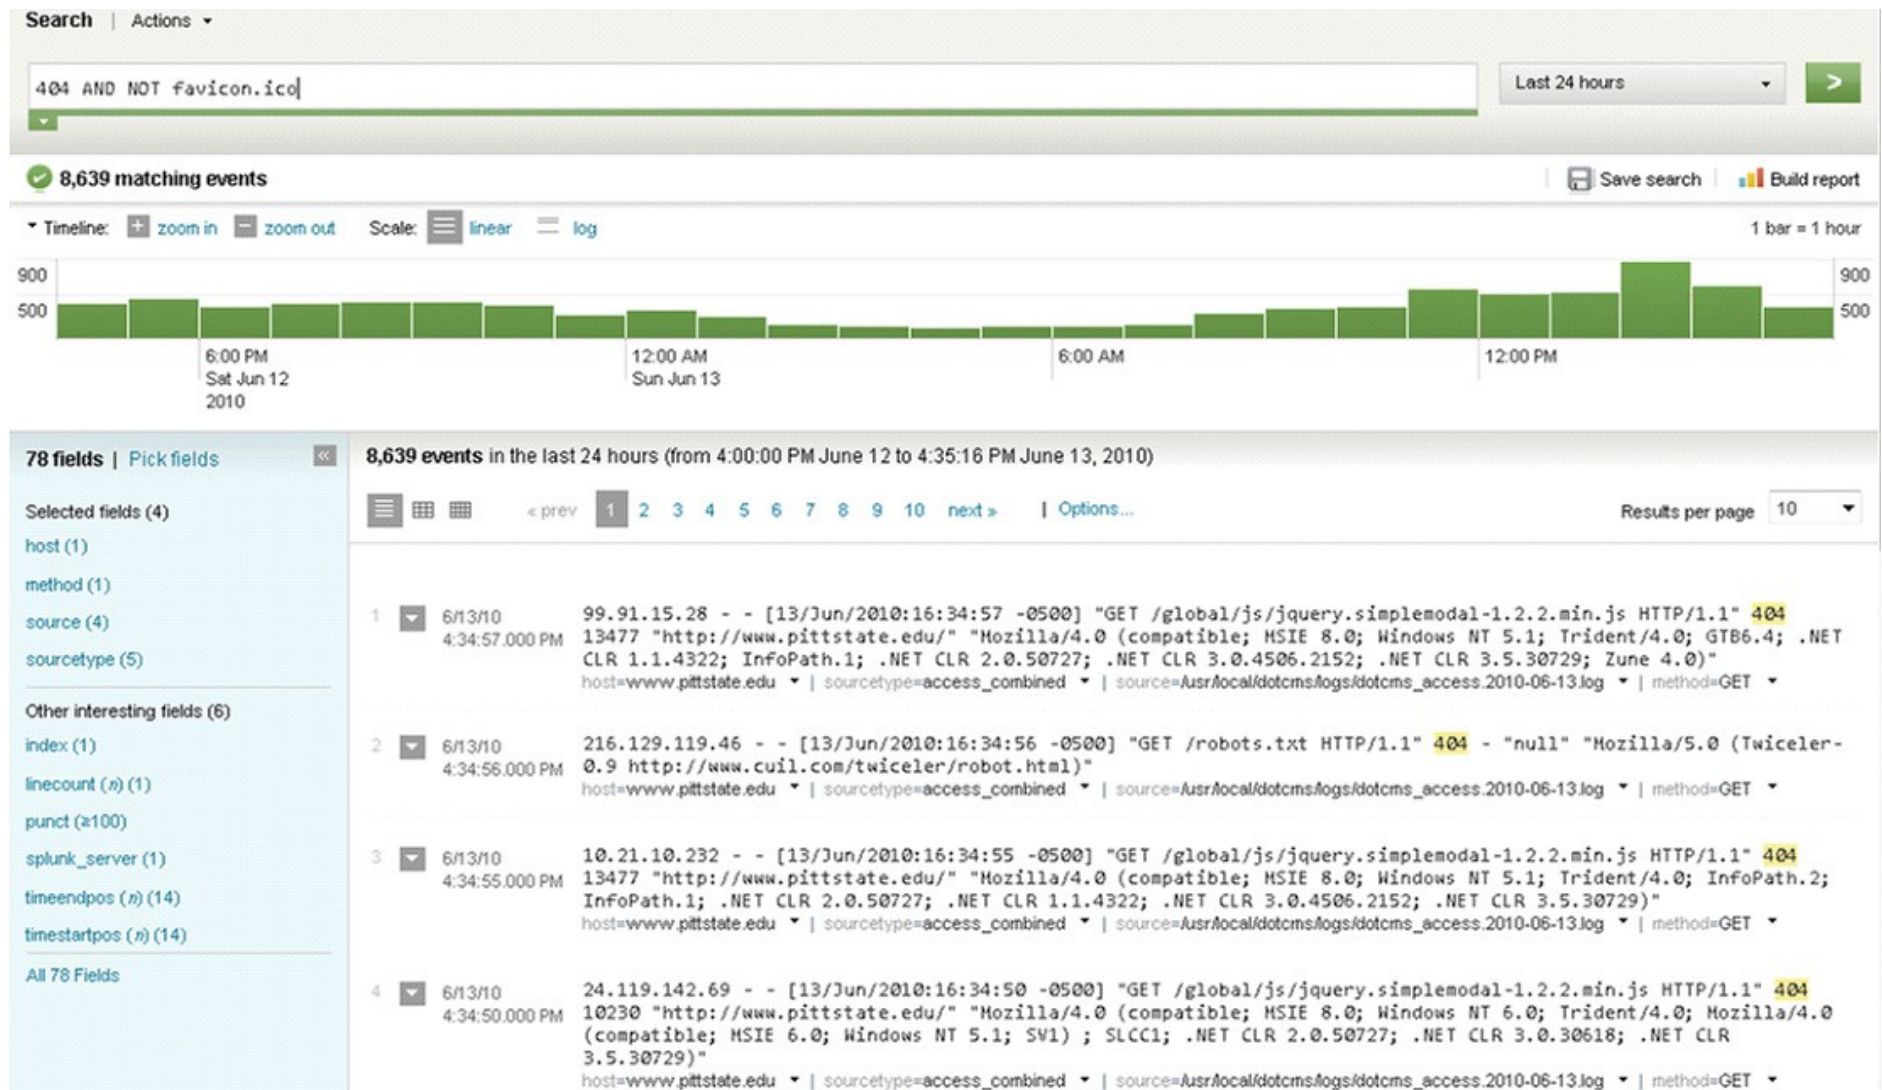 Search | Actions
404 AND NOT favicon.ico
Last 24 hours
>
8,639 matching events
Save search
Build report
Timeline: zoom in zoom out Scale: linear log
1 bar = 1 hour
900
900
500
500
6:00 PM
Sat Jun 12
2010
12:00 AM
Sun Jun 13
6:00 AM
12:00 PM
78 fields | Pick fields
«
Selected fields (4)
host (1)
method (1)
source (4)
sourcetype (5)
Other interesting fields (6)
index (1)
linecount (n) (1)
punct (≥100)
splunk_server (1)
timeendpos (n) (14)
timestartpos (n) (14)
All 78 Fields
8,639 events in the last 24 hours (from 4:00:00 PM June 12 to 4:35:16 PM June 13, 2010)
« prev 1 2 3 4 5 6 7 8 9 10 next » | Options...
Results per page 10
1
6/13/10
4:34:57.000 PM
99.91.15.28 - - [13/Jun/2010:16:34:57 -0500] "GET /global/js/jquery.simplemodal-1.2.2.min.js HTTP/1.1" 404
13477 "http://www.pittstate.edu/" "Mozilla/4.0 (compatible; MSIE 8.0; Windows NT 5.1; Trident/4.0; GTB6.4; .NET
CLR 1.1.4322; InfoPath.1; .NET CLR 2.0.50727; .NET CLR 3.0.4506.2152; .NET CLR 3.5.30729; Zune 4.0)"
host=www.pittstate.edu | sourcetype=access_combined | source=/usr/local/dotcms/logs/dotcms_access.2010-06-13.log | method=GET
2
6/13/10
4:34:56.000 PM
216.129.119.46 - - [13/Jun/2010:16:34:56 -0500] "GET /robots.txt HTTP/1.1" 404 - "null" "Mozilla/5.0 (Twiceler-
0.9 http://www.cuil.com/twiceler/robot.html)"
host=www.pittstate.edu | sourcetype=access_combined | source=/usr/local/dotcms/logs/dotcms_access.2010-06-13.log | method=GET
3
6/13/10
4:34:55.000 PM
10.21.10.232 - - [13/Jun/2010:16:34:55 -0500] "GET /global/js/jquery.simplemodal-1.2.2.min.js HTTP/1.1" 404
13477 "http://www.pittstate.edu/" "Mozilla/4.0 (compatible; MSIE 8.0; Windows NT 5.1; Trident/4.0; InfoPath.2;
InfoPath.1; .NET CLR 2.0.50727; .NET CLR 1.1.4322; .NET CLR 3.0.4506.2152; .NET CLR 3.5.30729)"
host=www.pittstate.edu | sourcetype=access_combined | source=/usr/local/dotcms/logs/dotcms_access.2010-06-13.log | method=GET
4
6/13/10
4:34:50.000 PM
24.119.142.69 - - [13/Jun/2010:16:34:50 -0500] "GET /global/js/jquery.simplemodal-1.2.2.min.js HTTP/1.1" 404
10230 "http://www.pittstate.edu/" "Mozilla/4.0 (compatible; MSIE 8.0; Windows NT 6.0; Trident/4.0; Mozilla/4.0
(compatible; MSIE 6.0; Windows NT 5.1; SV1) ; SLCC1; .NET CLR 2.0.50727; .NET CLR 3.0.30618; .NET CLR
3.5.30729)"
host=www.pittstate.edu | sourcetype=access_combined | source=/usr/local/dotcms/logs/dotcms_access.2010-06-13.log | method=GET